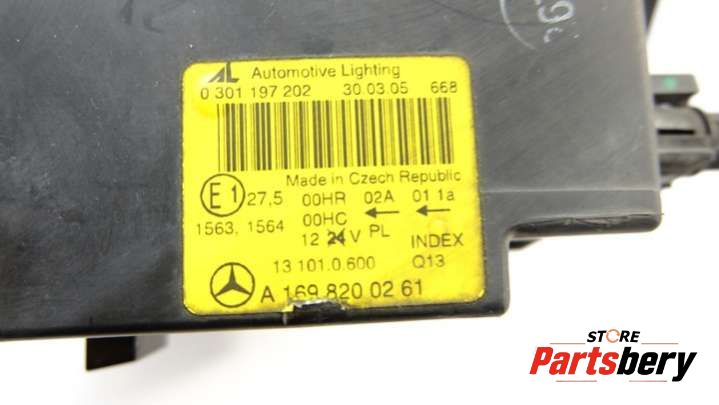 AL Automotive Lighting
0 301 197 202 30.03.05 668
Made in Czech Republic
E1 27,5 00HR 02A 01 1a
1563, 1564 00HC ← ←
12 24 V PL INDEX
13 101.0.600 Q13
A 169 820 02 61
STORE
Partsbery